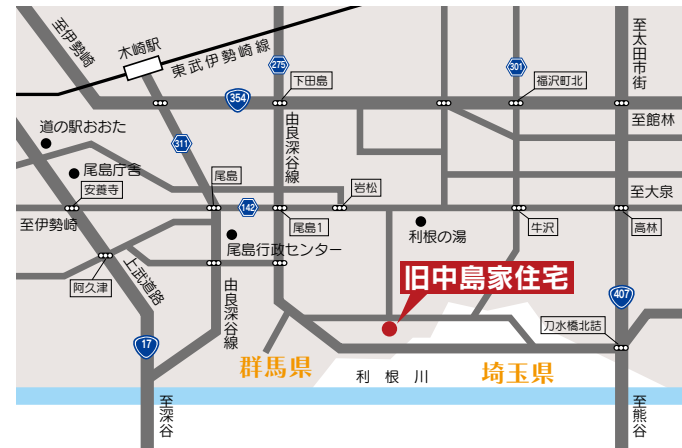 至伊勢崎
木崎駅
東武伊勢崎線
275
下田島
301
福沢町北
至太田市街
354
道の駅おおた
311
由良深谷線
至館林
尾島庁舎
安養寺
尾島
142
岩松
至大泉
至伊勢崎
尾島1
尾島行政センター
利根の湯
牛沢
高林
阿久津
上武道路
由良深谷線
旧中島家住宅
407
17
刀水橋北詰
群馬県
利根川
埼玉県
至深谷
至熊谷